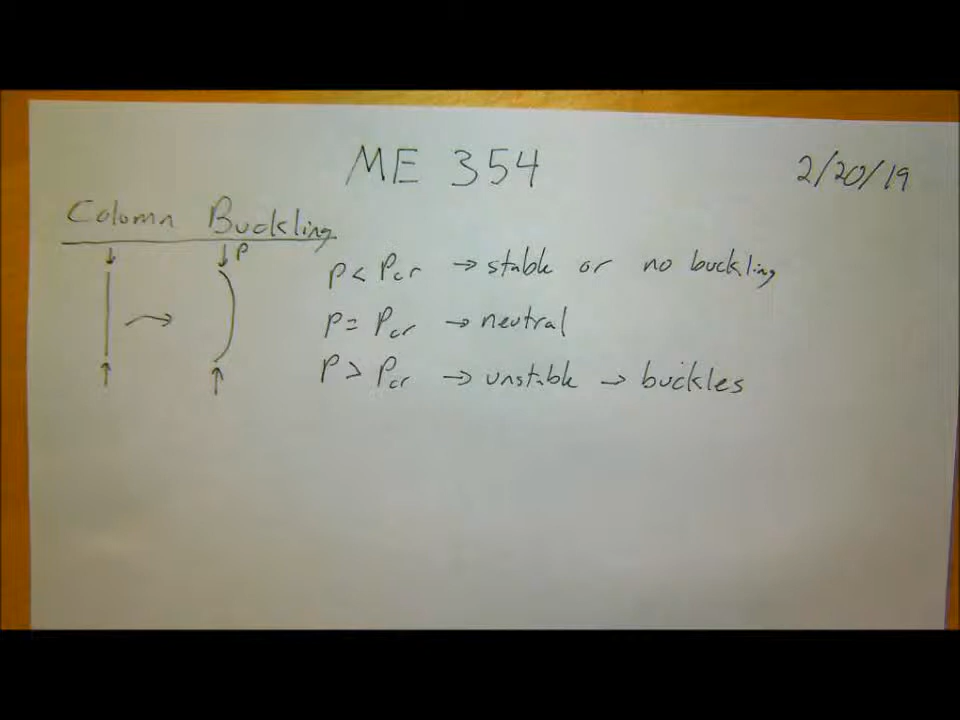 ME 354
2/20/19
Column Buckling
P
P < Pcr → stable or no buckling
P = Pcr → neutral
P > Pcr → unstable → buckles